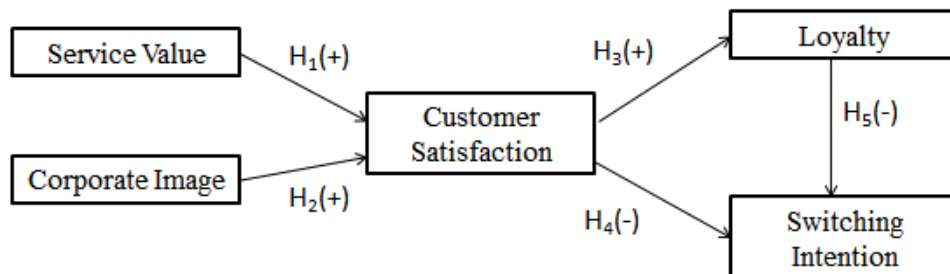 Service Value
H₁(+)
Corporate Image
H₂(+)
Customer
Satisfaction
H₃(+)
H₄(-)
Loyalty
H₅(-)
Switching
Intention